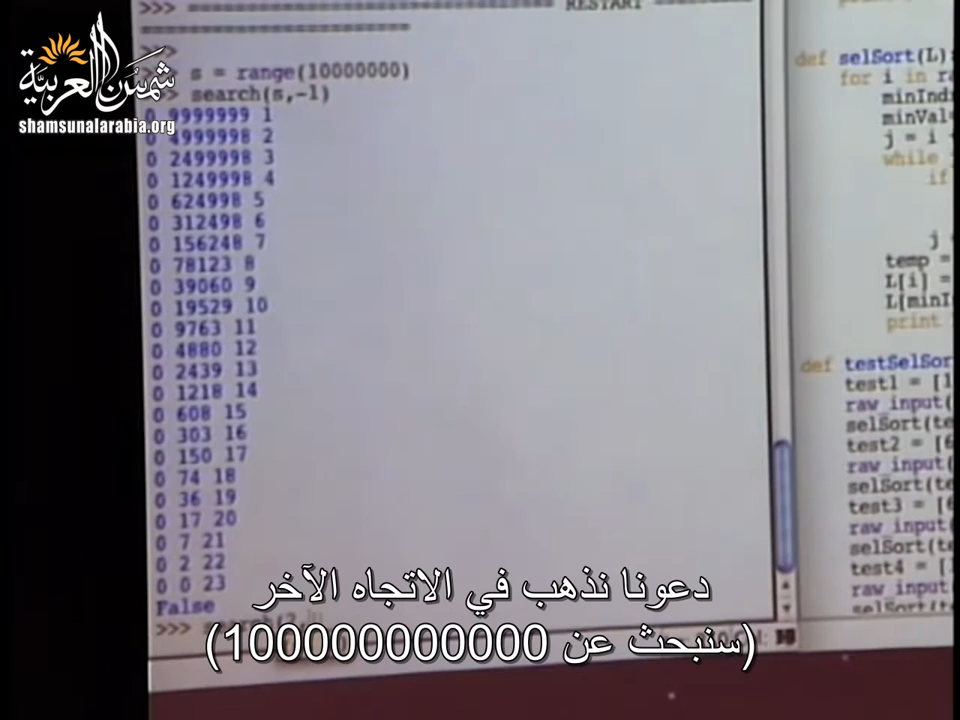 شمسُ العربيّة
shamsunalarabia.org
>>> ================================ RESTART
>>>
s = range(10000000)
search(s,-1)
0 9999999 1
0 4999998 2
0 2499998 3
0 1249998 4
0 624998 5
0 312498 6
0 156248 7
0 78123 8
0 39060 9
0 19529 10
0 9763 11
0 4880 12
0 2439 13
0 1218 14
0 608 15
0 303 16
0 150 17
0 74 18
0 36 19
0 17 20
0 7 21
0 2 22
0 0 23
False
>>>
def selSort(L):
for i in
minInd
minVal=
j = i
while
if
j
temp =
L[i] =
L[minI
print
def testSelSor
test1 = [1
raw_input(
selSort(te
test2 = [6
raw_input(
selSort(te
test3 = [6
raw_input(
selSort(te
test4 = [
raw_input(
selSort(te
دعونا نذهب في الاتجاه الآخر
(سنبحث عن 100000000000)